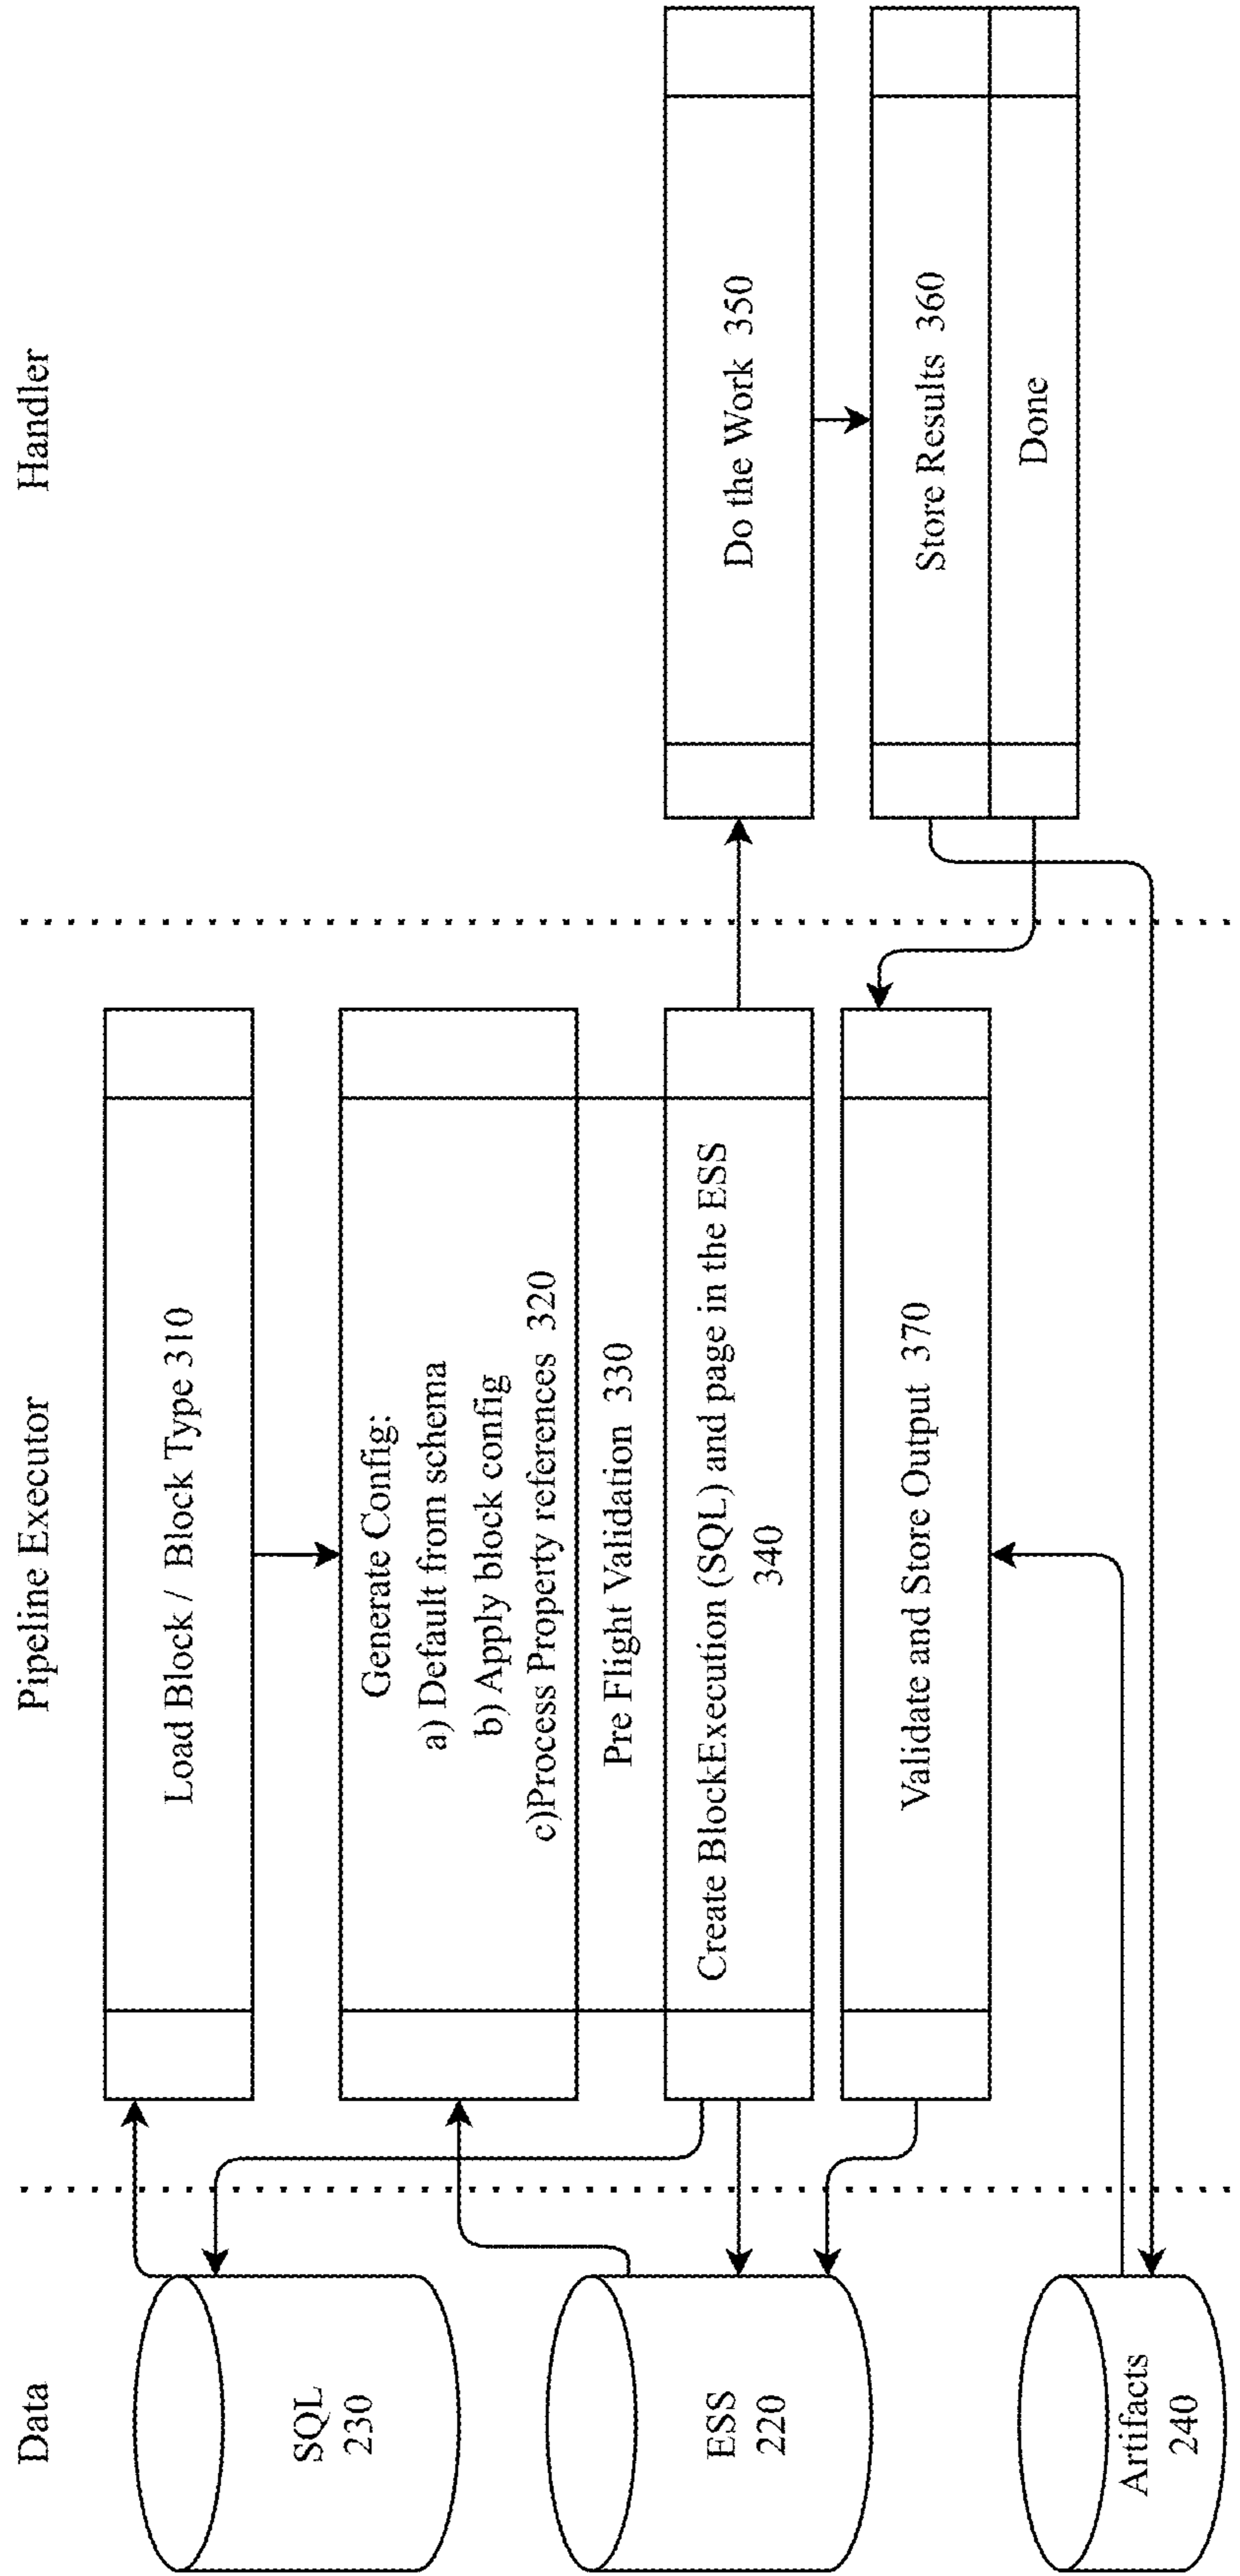 Data
Pipeline Executor
Handler
SQL
230
ESS
220
Artifacts
240
Load Block / Block Type 310
Generate Config:
a) Default from schema
b) Apply block config
c)Process Property references 320
Pre Flight Validation 330
Create BlockExecution (SQL) and page in the ESS
340
Validate and Store Output 370
Do the Work 350
Store Results 360
Done